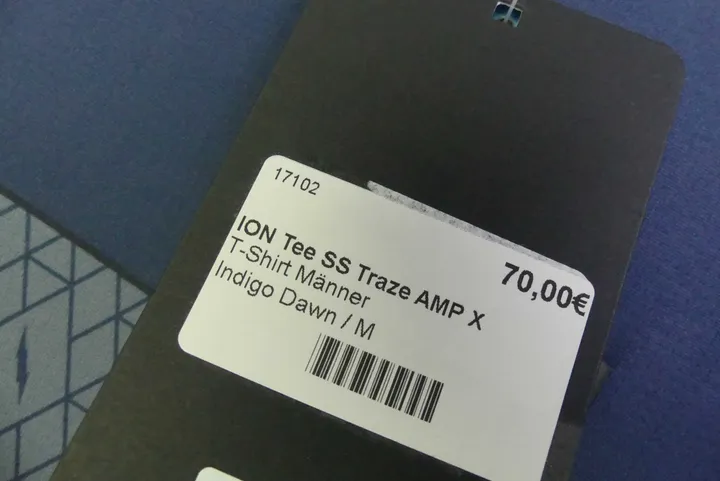 17102
ION Tee SS Traze AMP X
70,00€
T-Shirt Männer
Indigo Dawn / M